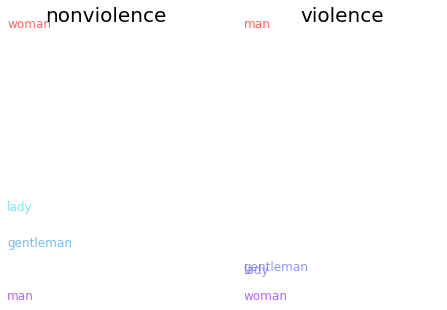 nonviolence
woman
lady
gentleman
man
violence
man
gentleman
lady
woman